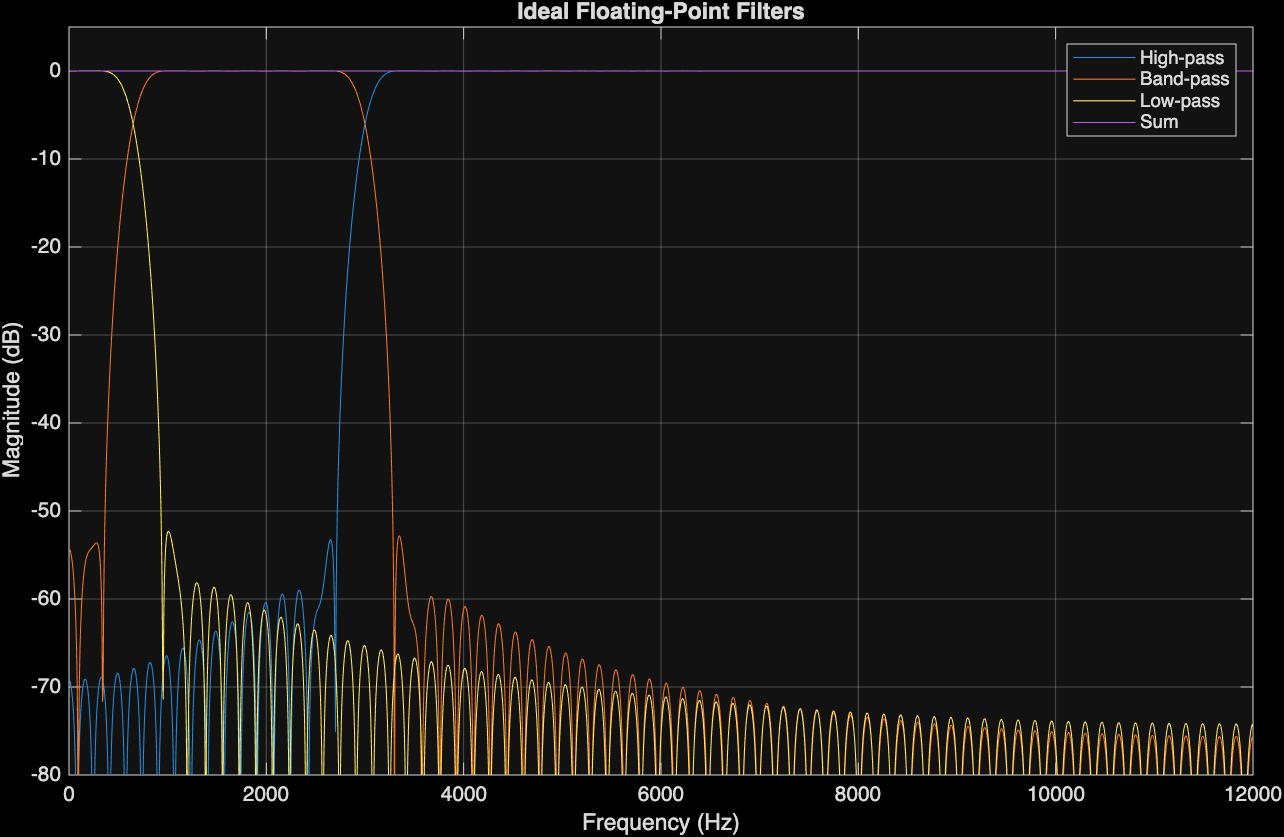 Ideal Floating-Point Filters
High-pass
Band-pass
Low-pass
Sum
0
-10
-20
-30
-40
-50
-60
-70
-80
Magnitude (dB)
0
2000
4000
6000
8000
10000
12000
Frequency (Hz)